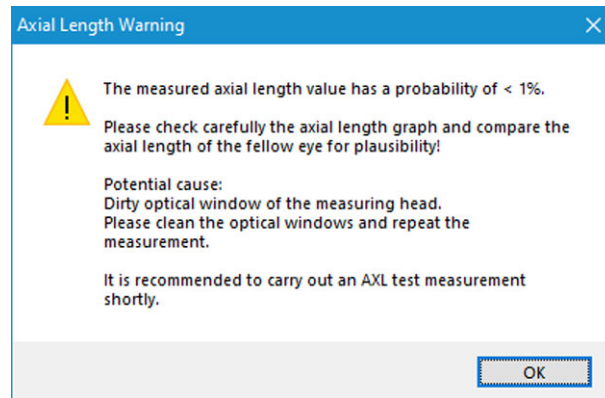 Axial Length Warning
The measured axial length value has a probability of < 1%.
Please check carefully the axial length graph and compare the
axial length of the fellow eye for plausibility!
Potential cause:
Dirty optical window of the measuring head.
Please clean the optical windows and repeat the
measurement.
It is recommended to carry out an AXL test measurement
shortly.
OK